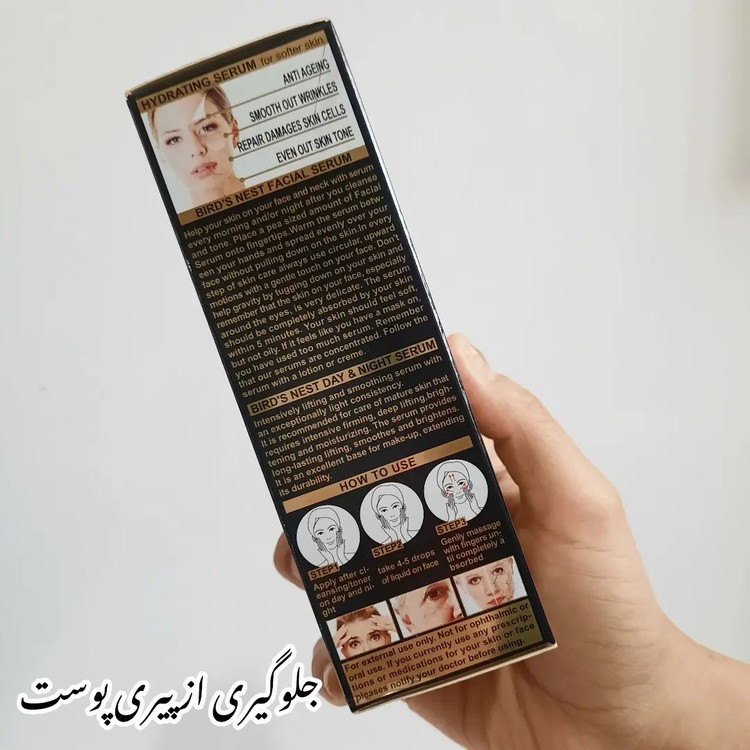 HYDRATING SERUM for softer skin
ANTI AGEING
SMOOTH OUT WRINKLES
REPAIR DAMAGES SKIN CELLS
EVEN OUT SKIN TONE
BIRD'S NEST FACIAL SERUM
Help your skin on your face and neck with serum
every morning and/or night after you cleanse
and tone. Place a pea sized amount of Facial
Serum onto fingertips.Warm the serum betw-
een your hands and spread evenly over your
face without pulling down on the skin.In every
step of skin care always use circular, upward
motions with a gentle touch on your face. Don't
help gravity by tugging down on your skin and
remember that the skin on your face, especially
around the eyes, is very delicate. The serum
should be completely absorbed by your skin
within 5 minutes. Your skin should feel soft,
but not oily. If it feels like you have a mask on,
you have used too much serum. Remember
that our serums are concentrated. Follow the
serum with a lotion or creme.
BIRD'S NEST DAY & NIGHT SERUM
Intensively lifting and smoothing serum with
an exceptionally light consistency.
It is recommended for care of mature skin that
requires intensive firming, deep lifting,brigh-
tening and moisturizing. The serum provides
long-lasting lifting, smoothes and brightens.
It is an excellent base for make-up, extending
its durability.
HOW TO USE
STEP1
Apply after cl-
eansing/toner
on day and ni-
ght
STEP2
take 4-5 drops
of liquid on face
STEP3
Genlly massage
with fingers un-
til completely a
bsorbed
For external use only. Not for ophthalmic or
oral use. If you currently use any prescrip-
tions or medications for your skin or face
please notify your doctor before using.
جلوگیری از پیری پوست